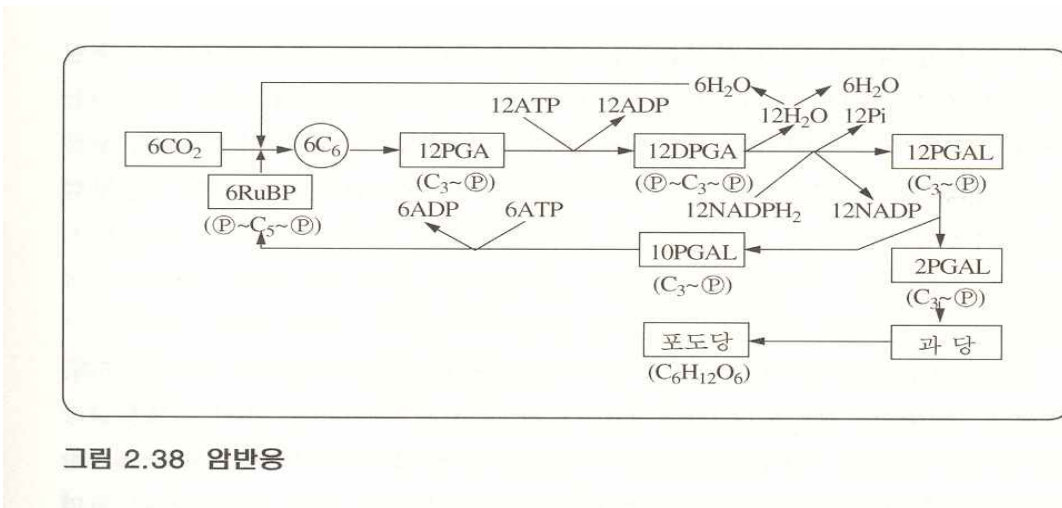 6H₂O 6H₂O
12ATP 12ADP 12H₂O 12Pi
6CO₂ 6C₆ 12PGA 12DPGA 12PGAL
(C₃~Ⓟ) (Ⓟ~C₃~Ⓟ) (C₃~Ⓟ)
6RuBP
(Ⓟ~C₅~Ⓟ) 6ADP 6ATP 12NADPH₂ 12NADP
10PGAL 2PGAL
(C₃~Ⓟ) (C₃~Ⓟ)
포도당 과 당
(C₆H₁₂O₆)
그림 2.38 암반응